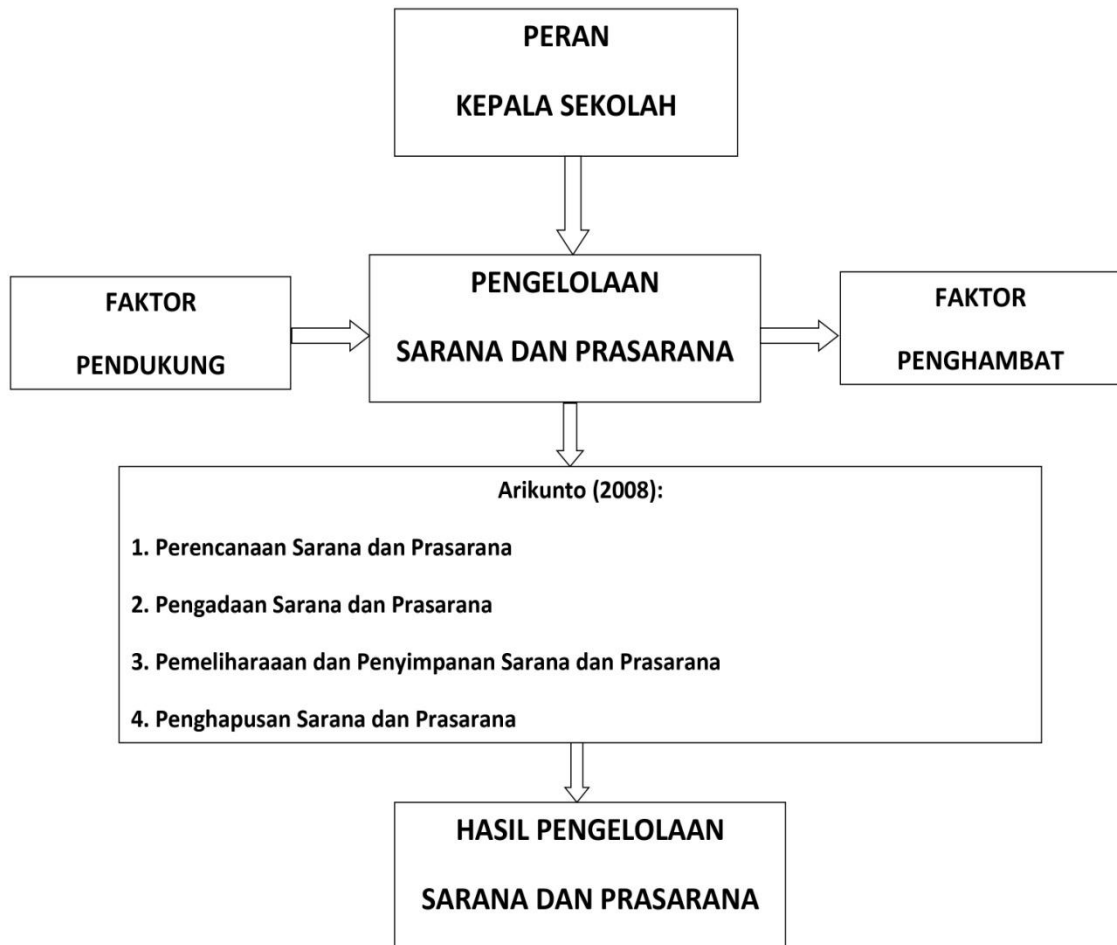 PERAN
KEPALA SEKOLAH
FAKTOR
PENDUKUNG
PENGELOLAAN
SARANA DAN PRASARANA
FAKTOR
PENGHAMBAT
Arikunto (2008):
1. Perencanaan Sarana dan Prasarana
2. Pengadaan Sarana dan Prasarana
3. Pemeliharaaan dan Penyimpanan Sarana dan Prasarana
4. Penghapusan Sarana dan Prasarana
HASIL PENGELOLAAN
SARANA DAN PRASARANA